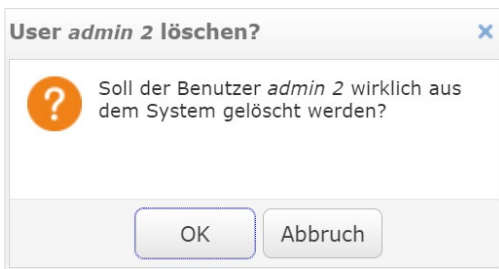 User admin 2 löschen?
Soll der Benutzer admin 2 wirklich aus
dem System gelöscht werden?
OK
Abbruch